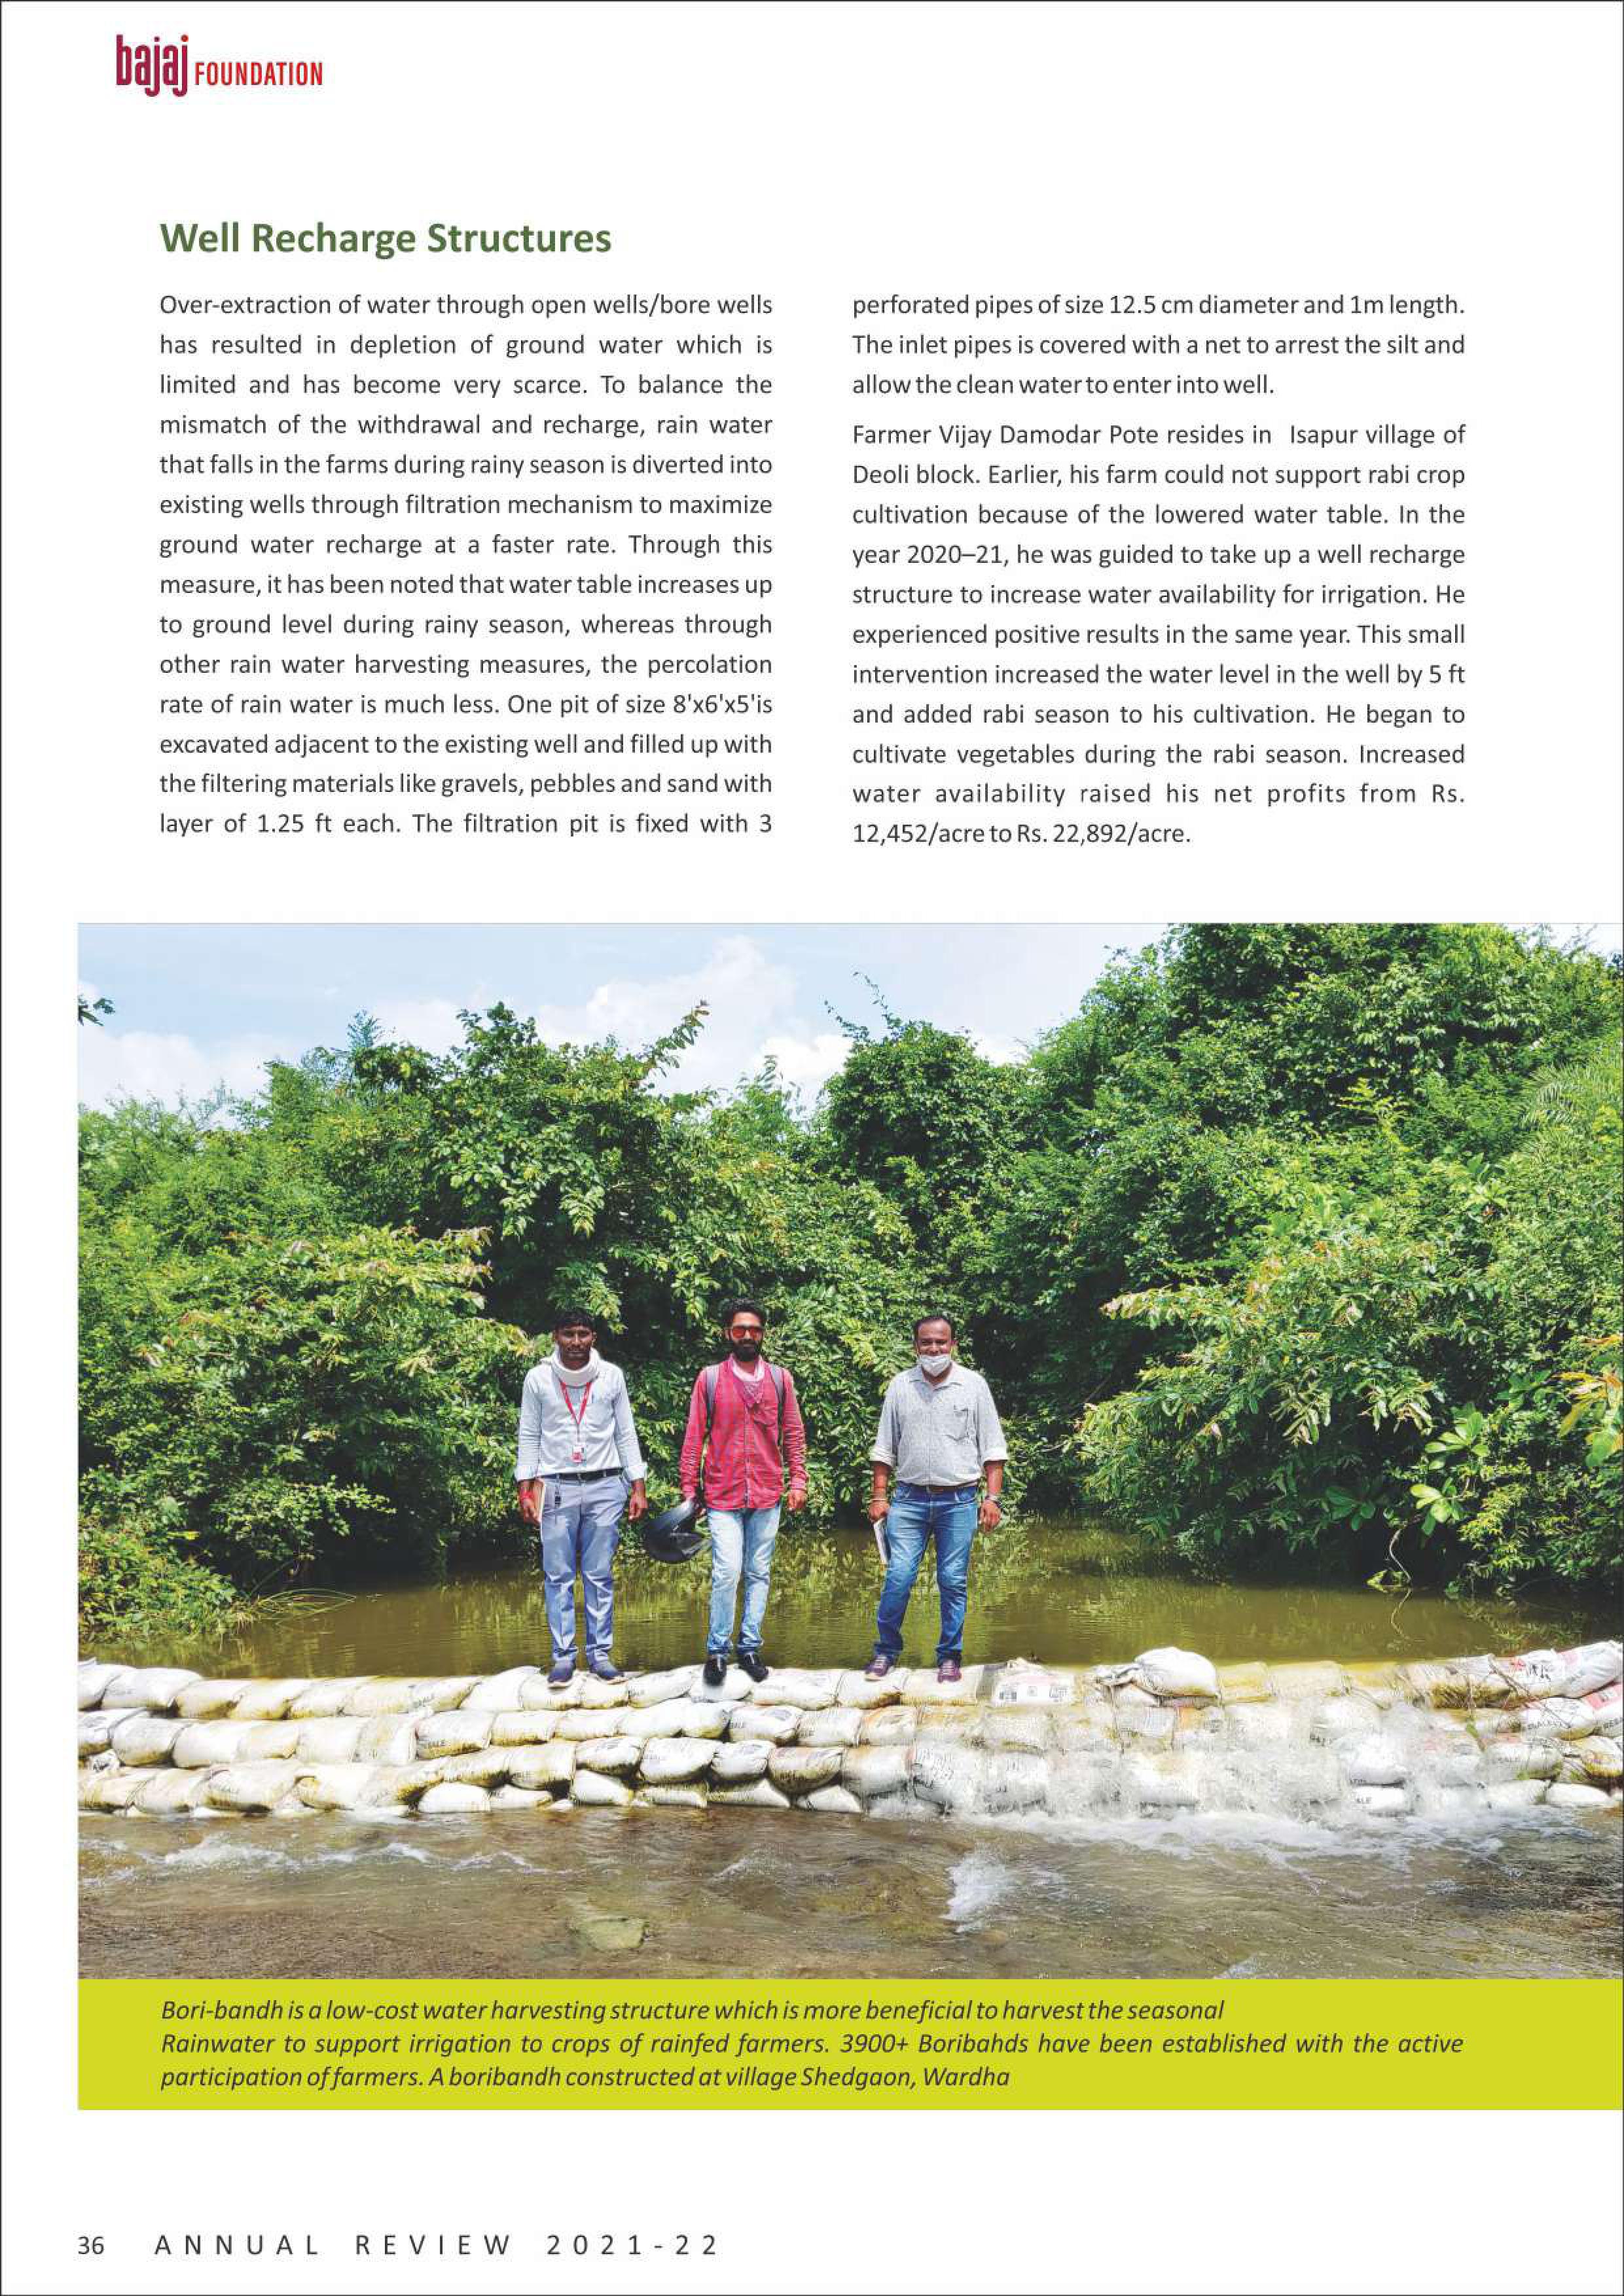 bajaj FOUNDATION
Well Recharge Structures
Over-extraction of water through open wells/bore wells
has resulted in depletion of ground water which is
limited and has become very scarce. To balance the
mismatch of the withdrawal and recharge, rain water
that falls in the farms during rainy season is diverted into
existing wells through filtration mechanism to maximize
ground water recharge at a faster rate. Through this
measure, it has been noted that water table increases up
to ground level during rainy season, whereas through
other rain water harvesting measures, the percolation
rate of rain water is much less. One pit of size 8'x6'x5'is
excavated adjacent to the existing well and filled up with
the filtering materials like gravels, pebbles and sand with
layer of 1.25 ft each. The filtration pit is fixed with 3
perforated pipes of size 12.5 cm diameter and 1m length.
The inlet pipes is covered with a net to arrest the silt and
allow the clean water to enter into well.
Farmer Vijay Damodar Pote resides in Isapur village of
Deoli block. Earlier, his farm could not support rabi crop
cultivation because of the lowered water table. In the
year 2020–21, he was guided to take up a well recharge
structure to increase water availability for irrigation. He
experienced positive results in the same year. This small
intervention increased the water level in the well by 5 ft
and added rabi season to his cultivation. He began to
cultivate vegetables during the rabi season. Increased
water availability raised his net profits from Rs.
12,452/acre to Rs. 22,892/acre.
Bori-bandh is a low-cost water harvesting structure which is more beneficial to harvest the seasonal
Rainwater to support irrigation to crops of rainfed farmers. 3900+ Boribahds have been established with the active
participation of farmers. A boribandh constructed at village Shedgaon, Wardha
36 ANNUAL REVIEW 2021-22